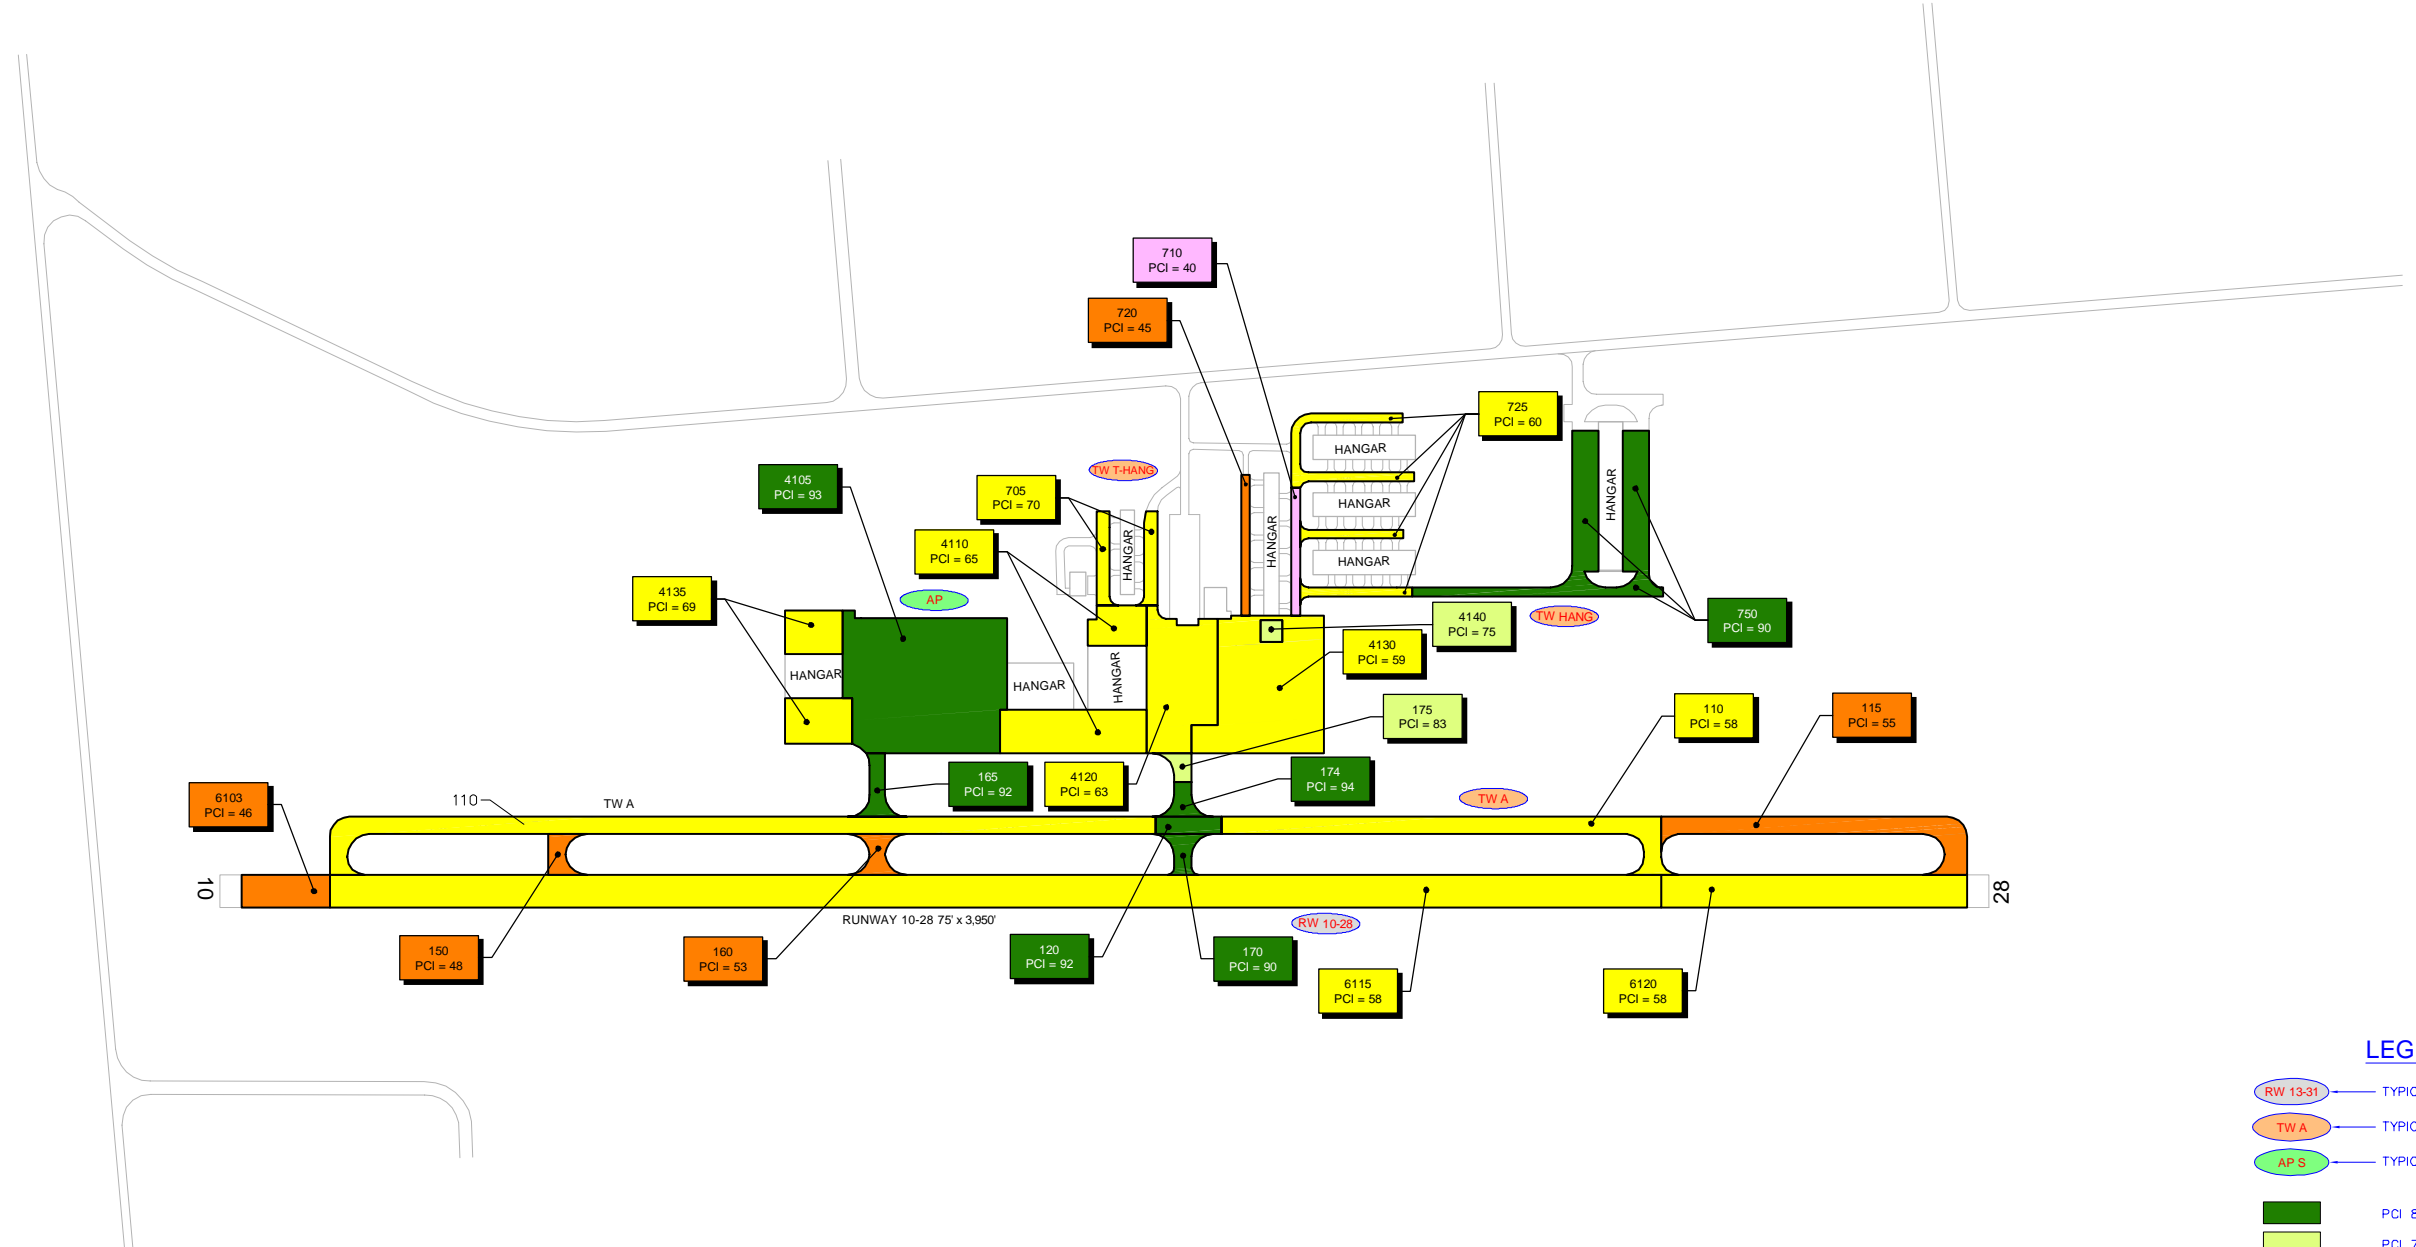 710
PCI = 40
720
PCI = 45
725
PCI = 60
HANGAR
HANGAR
HANGAR
HANGAR
HANGAR
HANGAR
TW T-HANG
4105
PCI = 93
705
PCI = 70
4110
PCI = 65
4135
PCI = 69
AP
HANGAR
HANGAR
HANGAR
4140
PCI = 75
TW HANG
750
PCI = 90
4130
PCI = 59
175
PCI = 83
110
PCI = 58
115
PCI = 55
165
PCI = 92
4120
PCI = 63
174
PCI = 94
6103
PCI = 46
110
TW A
TW A
10
28
RUNWAY 10-28 75' x 3,950'
RW 10-28
150
PCI = 48
160
PCI = 53
120
PCI = 92
170
PCI = 90
6115
PCI = 58
6120
PCI = 58
LEG
RW 13-31
TYPIC
TW A
TYPIC
AP S
TYPIC
PCI 8
PCI 7